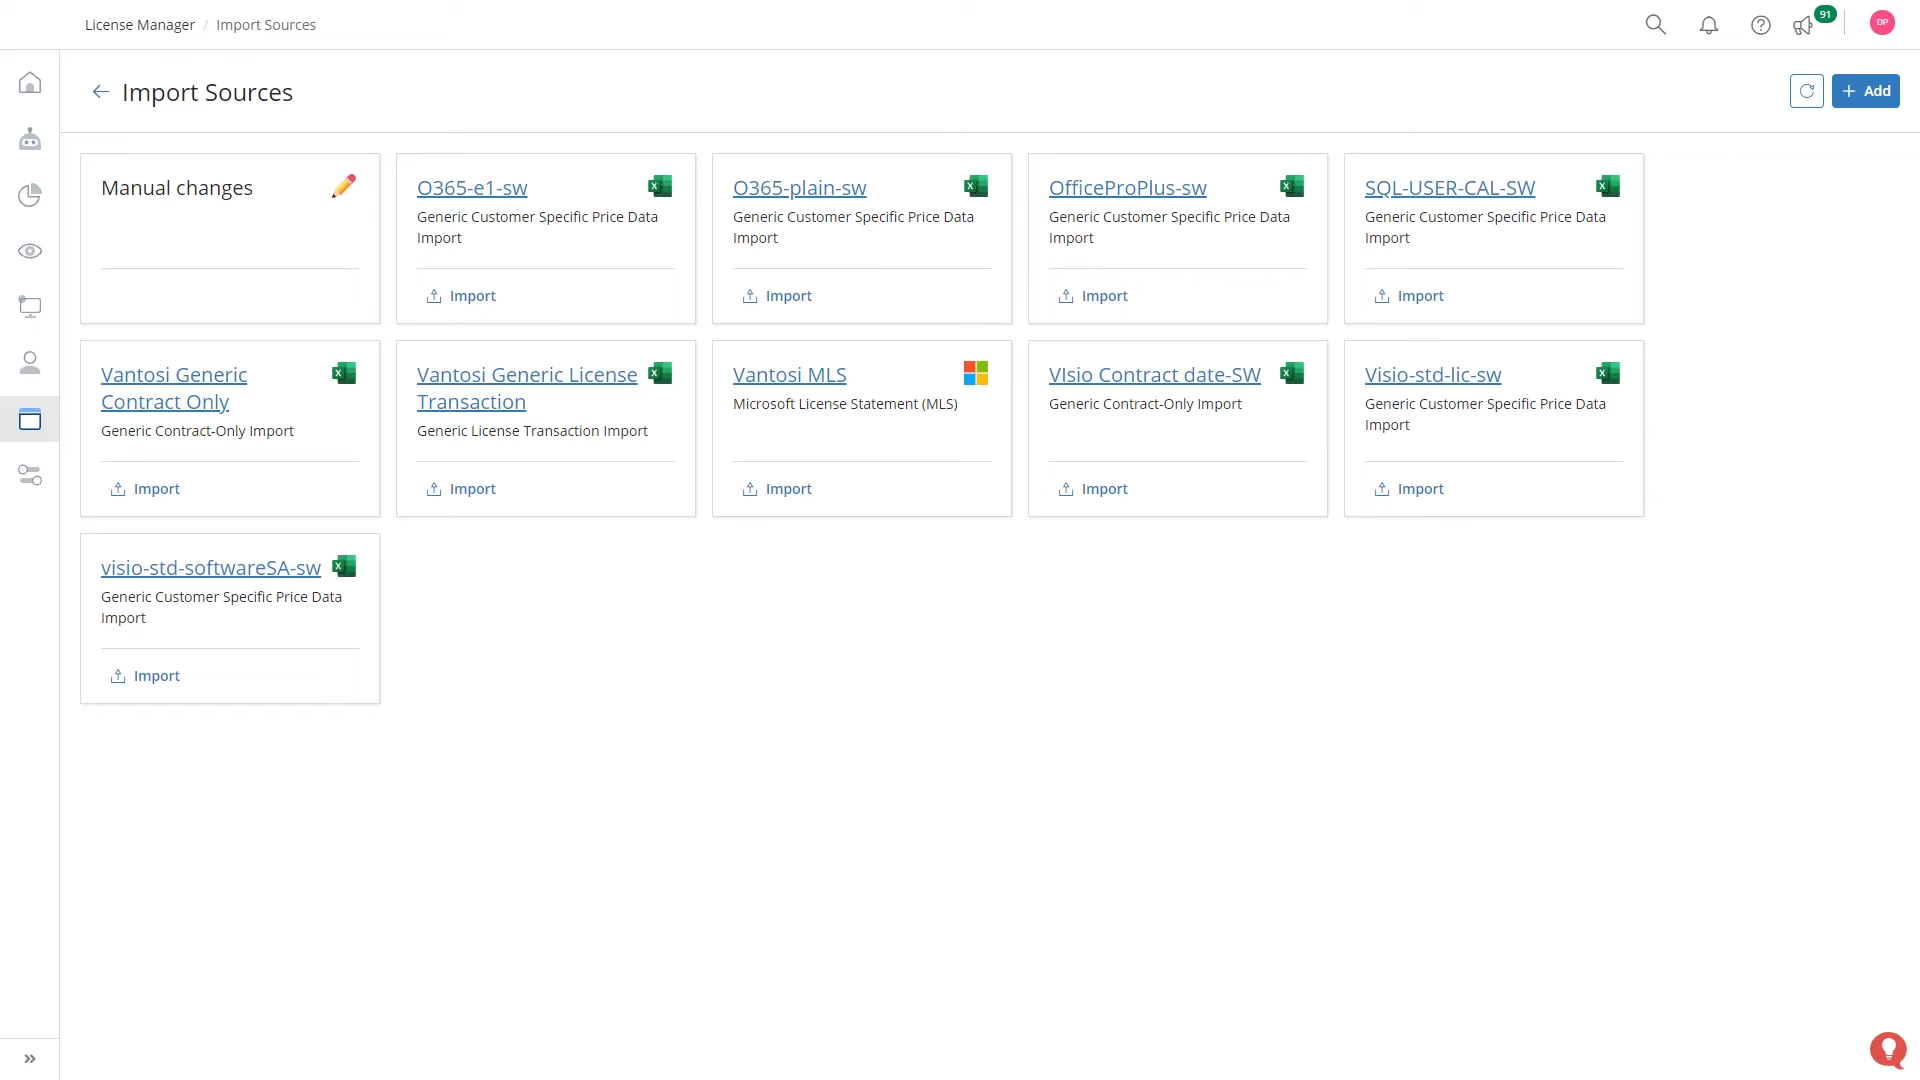 License Manager / Import Sources
91
DP
Import Sources
Add
Manual changes
O365-e1-sw
Generic Customer Specific Price Data
Import
Import
O365-plain-sw
Generic Customer Specific Price Data
Import
Import
OfficeProPlus-sw
Generic Customer Specific Price Data
Import
Import
SQL-USER-CAL-SW
Generic Customer Specific Price Data
Import
Import
Vantosi Generic
Contract Only
Generic Contract-Only Import
Import
Vantosi Generic License
Transaction
Generic License Transaction Import
Import
Vantosi MLS
Microsoft License Statement (MLS)
Import
VIsio Contract date-SW
Generic Contract-Only Import
Import
Visio-std-lic-sw
Generic Customer Specific Price Data
Import
Import
visio-std-softwareSA-sw
Generic Customer Specific Price Data
Import
Import